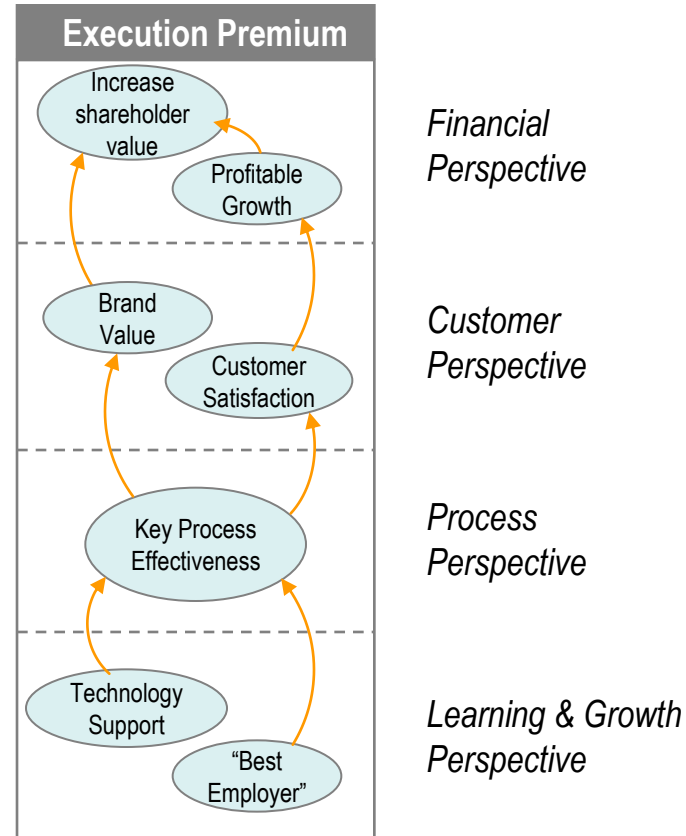 Execution Premium
Increase
shareholder
value
Profitable
Growth
Financial
Perspective
Brand
Value
Customer
Satisfaction
Customer
Perspective
Key Process
Effectiveness
Process
Perspective
Technology
Support
“Best
Employer”
Learning & Growth
Perspective